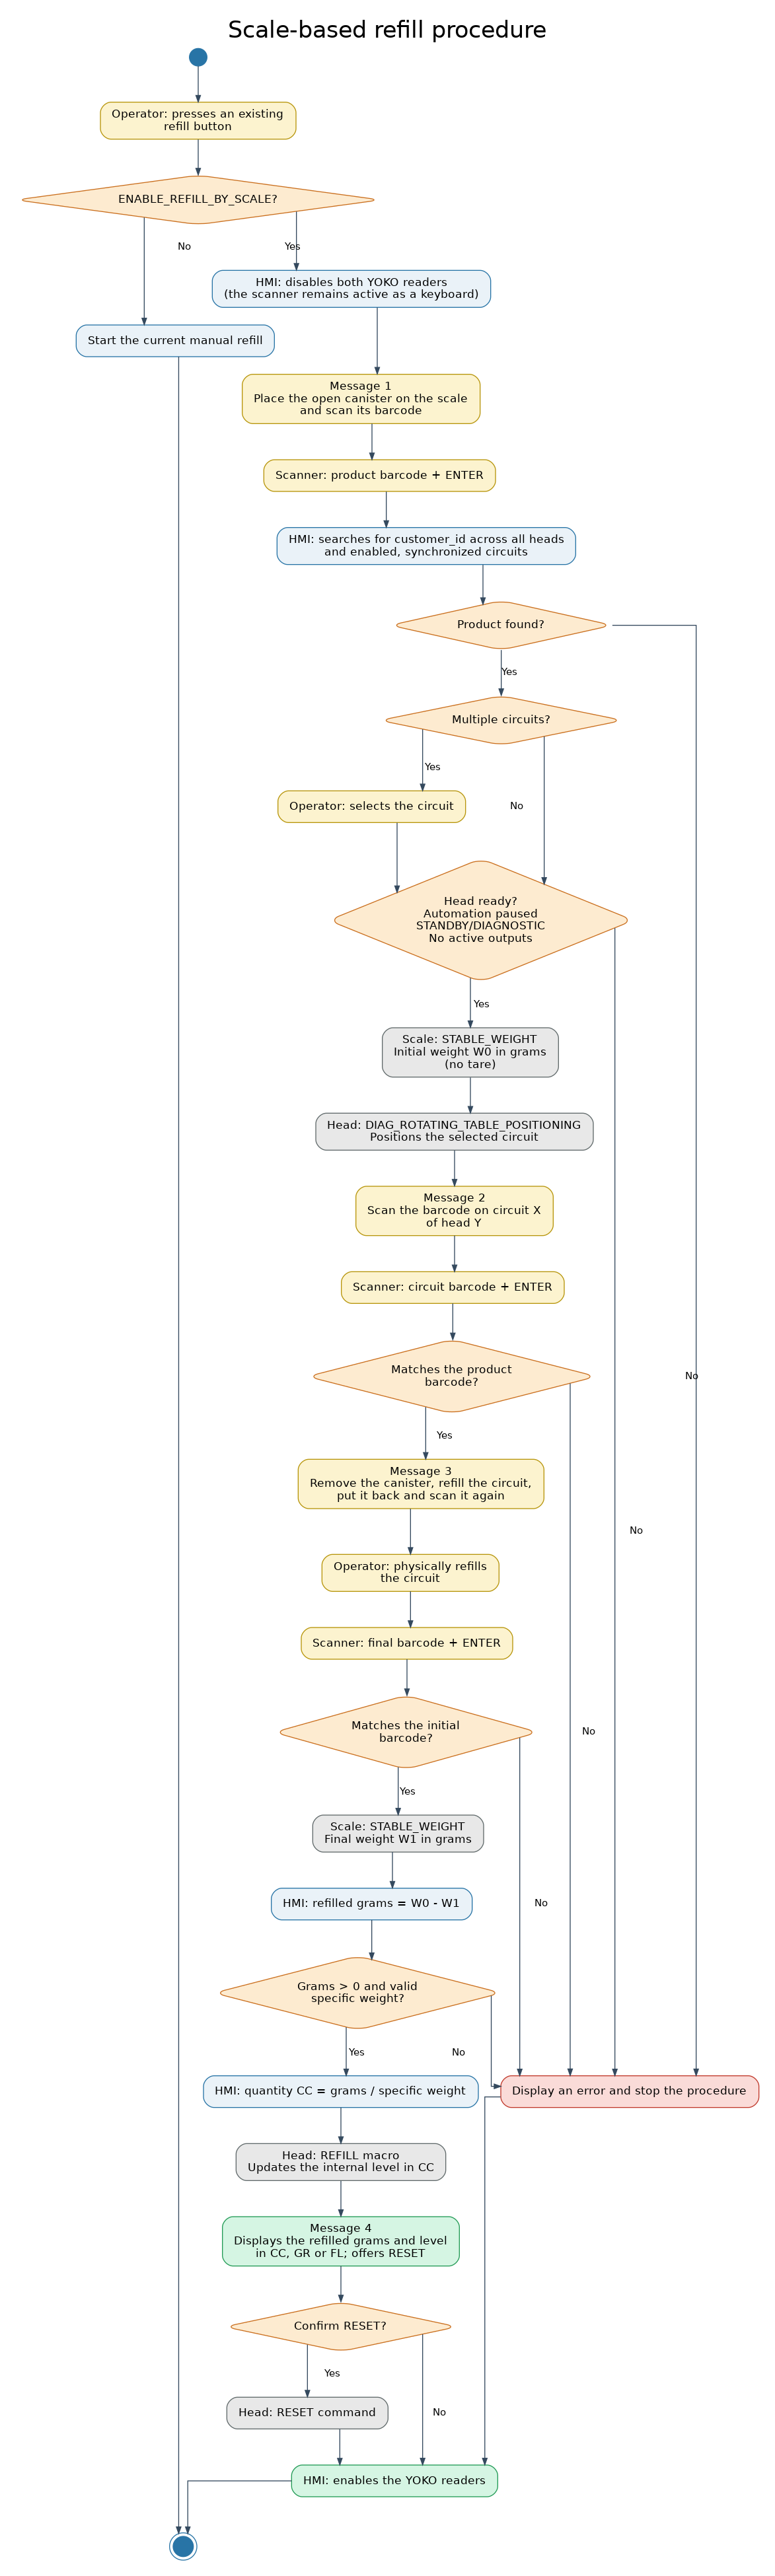 Scale-based refill procedure
Operator: presses an existing
refill button
ENABLE_REFILL_BY_SCALE?
No
Yes
HMI: disables both YOKO readers
(the scanner remains active as a keyboard)
Start the current manual refill
Message 1
Place the open canister on the scale
and scan its barcode
Scanner: product barcode + ENTER
HMI: searches for customer_id across all heads
and enabled, synchronized circuits
Product found?
Yes
Multiple circuits?
Yes
Operator: selects the circuit
No
Head ready?
Automation paused
STANDBY/DIAGNOSTIC
No active outputs
Yes
Scale: STABLE_WEIGHT
Initial weight W0 in grams
(no tare)
Head: DIAG_ROTATING_TABLE_POSITIONING
Positions the selected circuit
Message 2
Scan the barcode on circuit X
of head Y
Scanner: circuit barcode + ENTER
Matches the product
barcode?
No
Yes
Message 3
Remove the canister, refill the circuit,
put it back and scan it again
No
Operator: physically refills
the circuit
Scanner: final barcode + ENTER
Matches the initial
barcode?
No
Yes
Scale: STABLE_WEIGHT
Final weight W1 in grams
HMI: refilled grams = W0 - W1
No
Grams > 0 and valid
specific weight?
Yes
No
HMI: quantity CC = grams / specific weight
Display an error and stop the procedure
Head: REFILL macro
Updates the internal level in CC
Message 4
Displays the refilled grams and level
in CC, GR or FL; offers RESET
Confirm RESET?
Yes
Head: RESET command
No
HMI: enables the YOKO readers